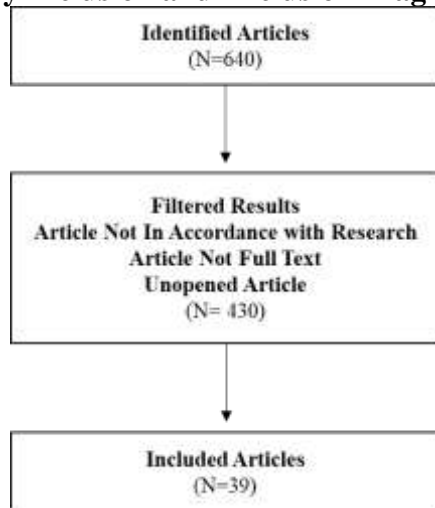 and
Identified Articles
(N=640)
Filtered Results
Article Not In Accordance with Research
Article Not Full Text
Unopened Article
(N= 430)
Included Articles
(N=39)